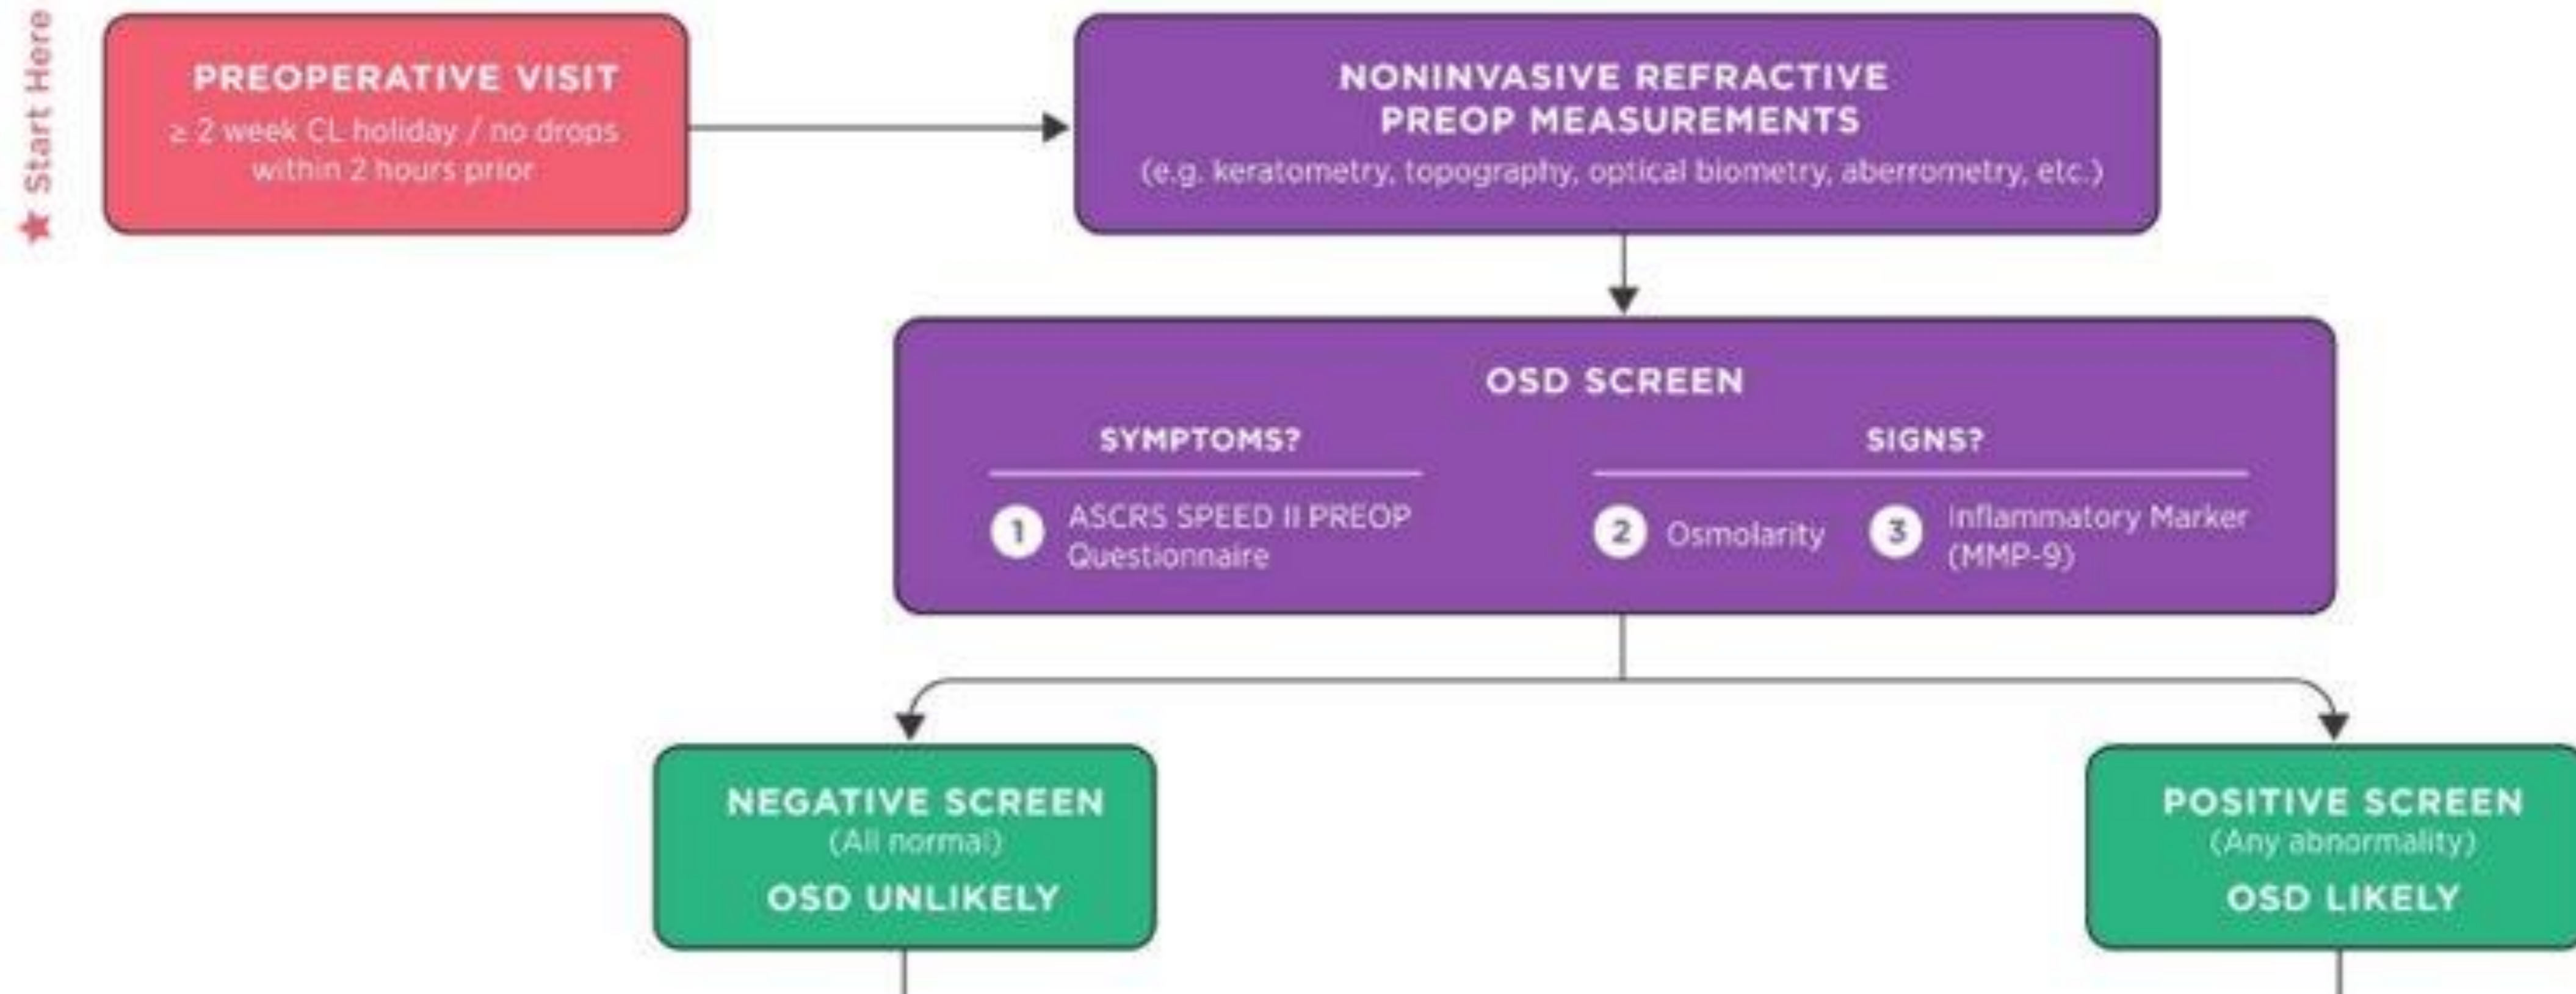 ★ Start Here
PREOPERATIVE VISIT
≥ 2 week CL holiday / no drops
within 2 hours prior
NONINVASIVE REFRACTIVE
PREOP MEASUREMENTS
(e.g. keratometry, topography, optical biometry, aberrometry, etc.)
OSD SCREEN
SYMPTOMS?
1 ASCRS SPEED II PREOP
Questionnaire
SIGNS?
2 Osmolarity
3 Inflammatory Marker
(MMP-9)
NEGATIVE SCREEN
(All normal)
OSD UNLIKELY
POSITIVE SCREEN
(Any abnormality)
OSD LIKELY